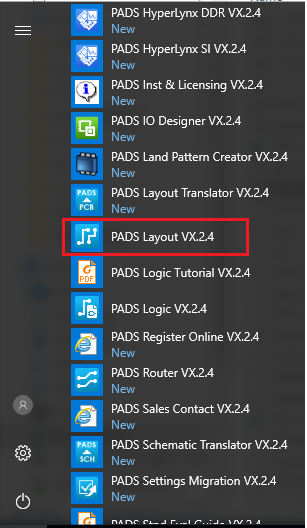 PADS HyperLynx DDR VX.2.4
New
PADS HyperLynx SI VX.2.4
New
PADS Inst & Licensing VX.2.4
New
PADS IO Designer VX.2.4
New
PADS Land Pattern Creator VX.2.4
New
PADS
PCB
PADS Layout Translator VX.2.4
New
PADS Layout VX.2.4
PDF
PADS Logic Tutorial VX.2.4
PADS Logic VX.2.4
PADS Register Online VX.2.4
New
PADS Router VX.2.4
New
PADS Sales Contact VX.2.4
New
PADS
SCH
PADS Schematic Translator VX.2.4
New
PADS Settings Migration VX.2.4
New
PADS Stnd Eval Guide VX.2.4